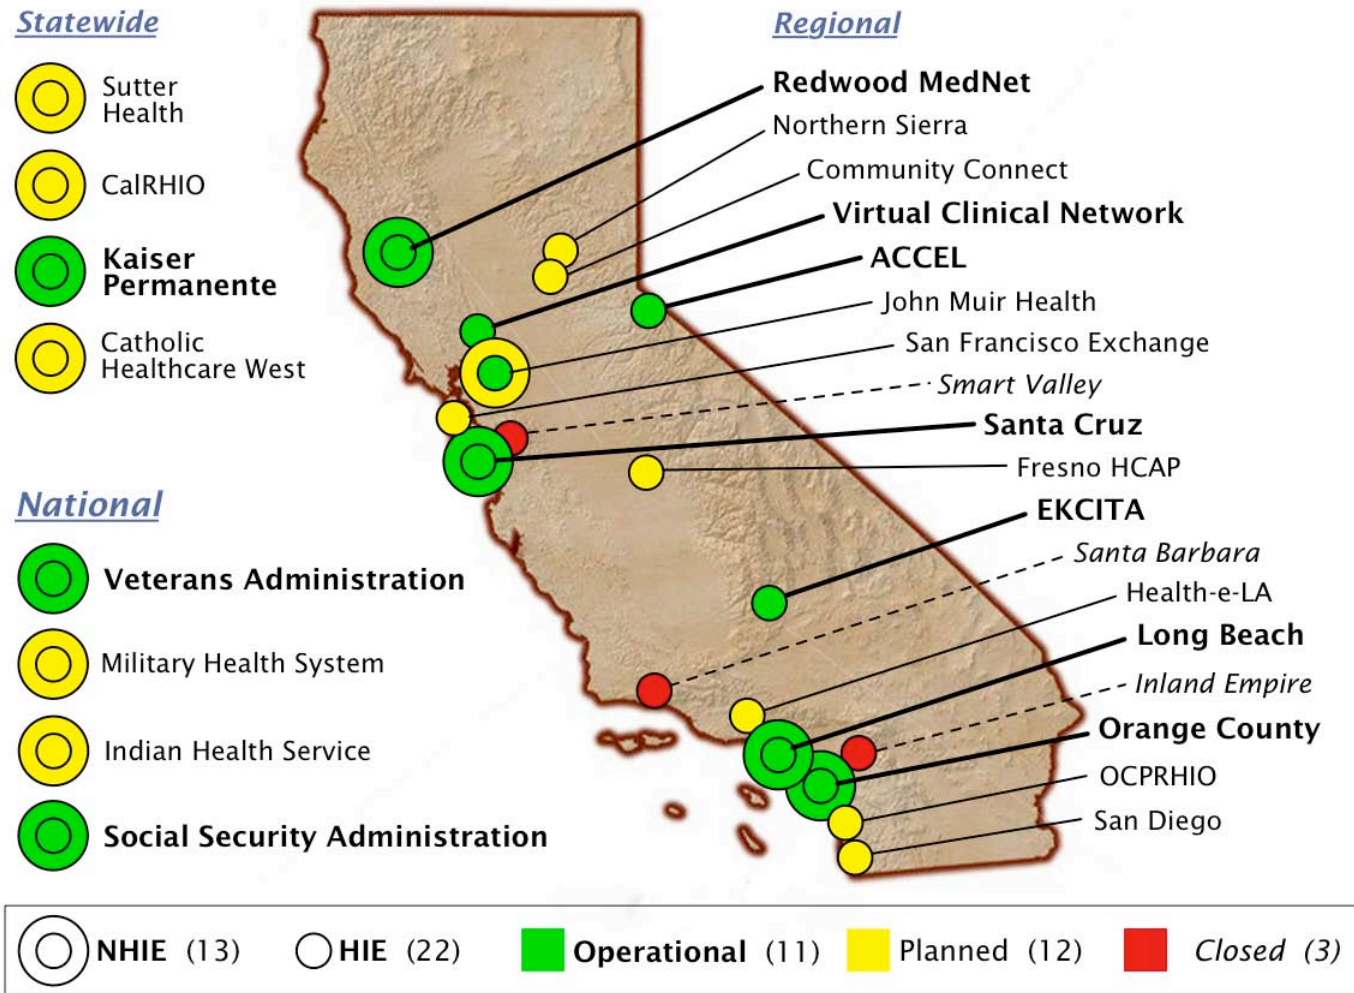 Statewide
Sutter
Health
CalRHIO
Kaiser
Permanente
Catholic
Healthcare West
National
Veterans Administration
Military Health System
Indian Health Service
Social Security Administration
Regional
Redwood MedNet
Northern Sierra
Community Connect
Virtual Clinical Network
ACCEL
John Muir Health
San Francisco Exchange
Smart Valley
Santa Cruz
Fresno HCAP
EKCITA
Santa Barbara
Health-e-LA
Long Beach
Inland Empire
Orange County
OCPRHIO
San Diego
NHIE (13) HIE (22) Operational (11) Planned (12) Closed (3)